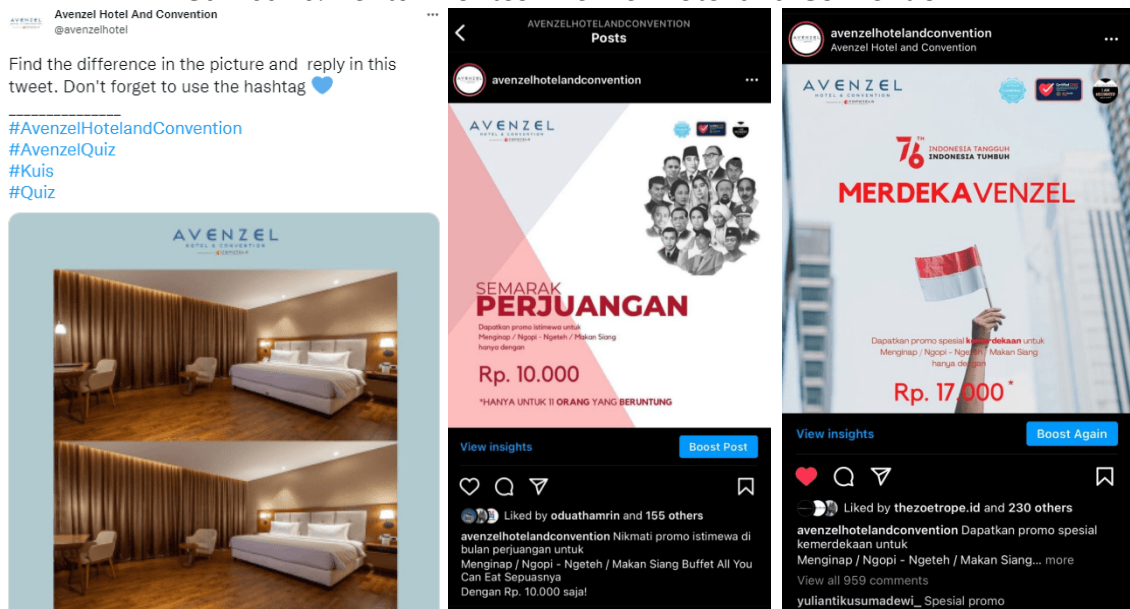 Avenzel Hotel And Convention
@avenzelhotel
Find the difference in the picture and reply in this
tweet. Don't forget to use the hashtag 💙
_______________
#AvenzelHotelandConvention
#AvenzelQuiz
#Kuis
#Quiz
AVENZEL
HOTEL & CONVENTION
AVENZELHOTELANDCONVENTION
Posts
avenzelhotelandconvention
AVENZEL
HOTEL & CONVENTION
SEMARAK
PERJUANGAN
Dapatkan promo istimewa untuk
Menginap / Ngopi - Ngeteh / Makan Siang
hanya dengan
Rp. 10.000
*HANYA UNTUK 11 ORANG YANG BERUNTUNG
View insights
Boost Post
Liked by oduathamrin and 155 others
avenzelhotelandconvention Nikmati promo istimewa di
bulan perjuangan untuk
Menginap / Ngopi - Ngeteh / Makan Siang Buffet All You
Can Eat Sepuasnya
Dengan Rp. 10.000 saja!
avenzelhotelandconvention
Avenzel Hotel and Convention
AVENZEL
HOTEL & CONVENTION
76TH INDONESIA TANGGUH
INDONESIA TUMBUH
MERDEKAVENZEL
Dapatkan promo spesial kemerdekaan untuk
Menginap / Ngopi - Ngeteh / Makan Siang
hanya dengan
Rp. 17.000 *
View insights
Boost Again
Liked by thezoetrope.id and 230 others
avenzelhotelandconvention Dapatkan promo spesial
kemerdekaan untuk
Menginap / Ngopi - Ngeteh / Makan Siang... more
View all 959 comments
yuliantikusumadewi_ Spesial promo